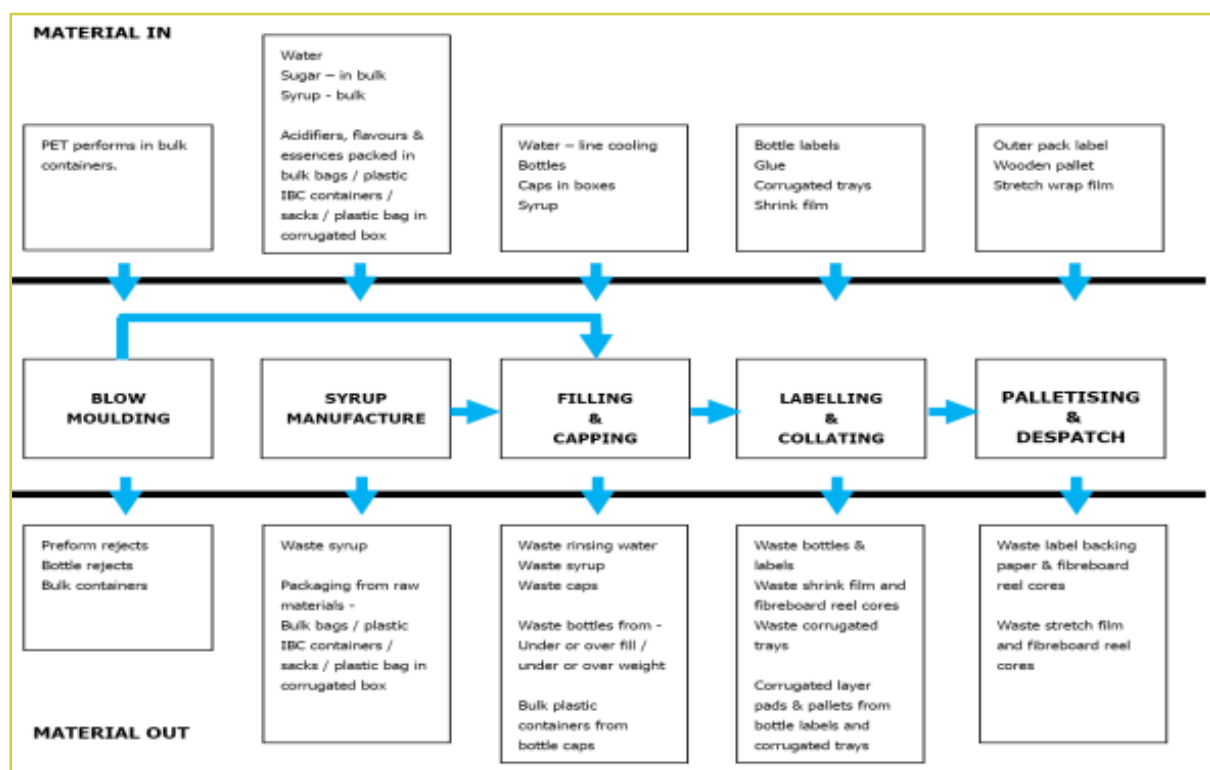 MATERIAL IN
PET performs in bulk
containers.
Water
Sugar – in bulk
Syrup - bulk
Acidifiers, flavours &
essences packed in
bulk bags / plastic
IBC containers /
sacks / plastic bag in
corrugated box
Water – line cooling
Bottles
Caps in boxes
Syrup
Bottle labels
Glue
Corrugated trays
Shrink film
Outer pack label
Wooden pallet
Stretch wrap film
BLOW
MOULDING
SYRUP
MANUFACTURE
FILLING
&
CAPPING
LABELLING
&
COLLATING
PALLETISING
&
DESPATCH
Preform rejects
Bottle rejects
Bulk containers
Waste syrup
Packaging from raw
materials -
Bulk bags / plastic
IBC containers /
sacks / plastic bag in
corrugated box
Waste rinsing water
Waste syrup
Waste caps
Waste bottles from -
Under or over fill /
under or over weight
Bulk plastic
containers from
bottle caps
Waste bottles &
labels
Waste shrink film and
fibreboard reel cores
Waste corrugated
trays
Corrugated layer
pads & pallets from
bottle labels and
corrugated trays
Waste label backing
paper & fibreboard
reel cores
Waste stretch film
and fibreboard reel
cores
MATERIAL OUT